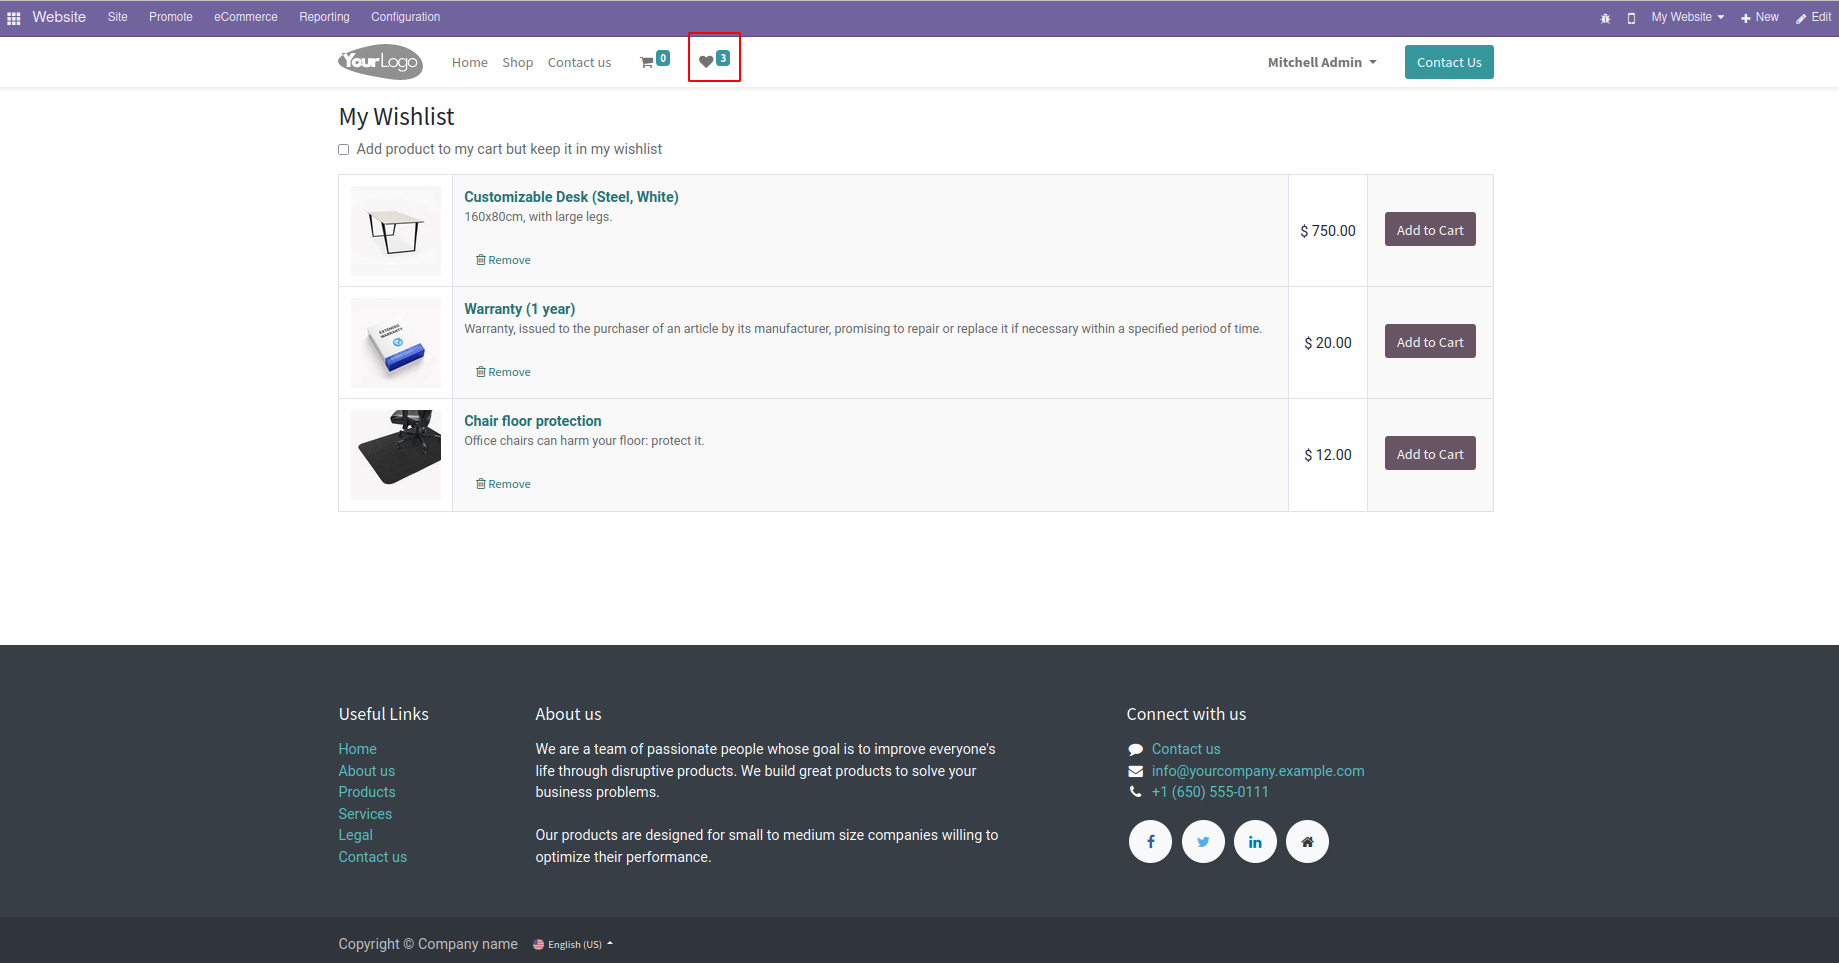 Website Site Promote eCommerce Reporting Configuration My Website New Edit
YourLogo Home Shop Contact us 0 3 Mitchell Admin Contact Us
My Wishlist
Add product to my cart but keep it in my wishlist
Customizable Desk (Steel, White)
160x80cm, with large legs.
$ 750.00 Add to Cart
Remove
EXTENDED
WARRANTY
Warranty (1 year)
Warranty, issued to the purchaser of an article by its manufacturer, promising to repair or replace it if necessary within a specified period of time.
$ 20.00 Add to Cart
Remove
Chair floor protection
Office chairs can harm your floor: protect it.
$ 12.00 Add to Cart
Remove
Useful Links
Home
About us
Products
Services
Legal
Contact us
About us
We are a team of passionate people whose goal is to improve everyone's
life through disruptive products. We build great products to solve your
business problems.
Our products are designed for small to medium size companies willing to
optimize their performance.
Connect with us
Contact us
info@yourcompany.example.com
+1 (650) 555-0111
Copyright © Company name English (US)